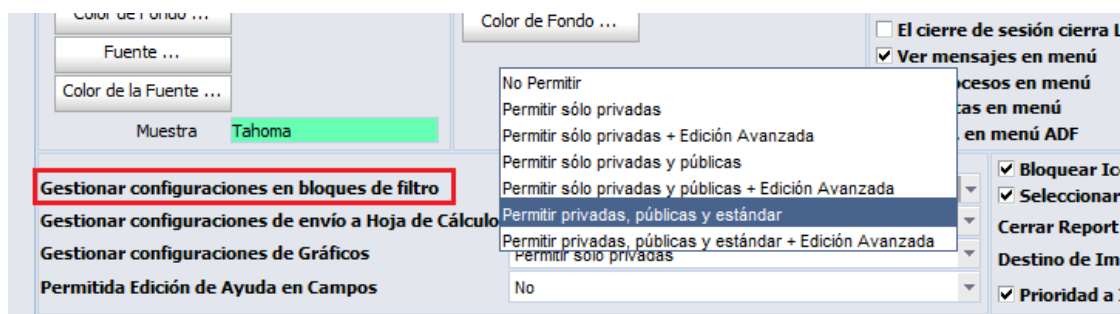 Color de Fondo ...
Fuente ...
Color de la Fuente ...
Muestra Tahoma
Gestionar configuraciones en bloques de filtro
Gestionar configuraciones de envío a Hoja de Cálculo
Gestionar configuraciones de Gráficos
Permitir sólo privadas
Permitida Edición de Ayuda en Campos
No
Color de Fondo ...
No Permitir
Permitir sólo privadas
Permitir sólo privadas + Edición Avanzada
Permitir sólo privadas y públicas
Permitir sólo privadas y públicas + Edición Avanzada
Permitir privadas, públicas y estándar
Permitir privadas, públicas y estándar + Edición Avanzada
El cierre de sesión cierra
Ver mensajes en menú
en menú
en menú
en menú ADF
Bloquear
Seleccionar
Cerrar Report
Destino de
Prioridad a